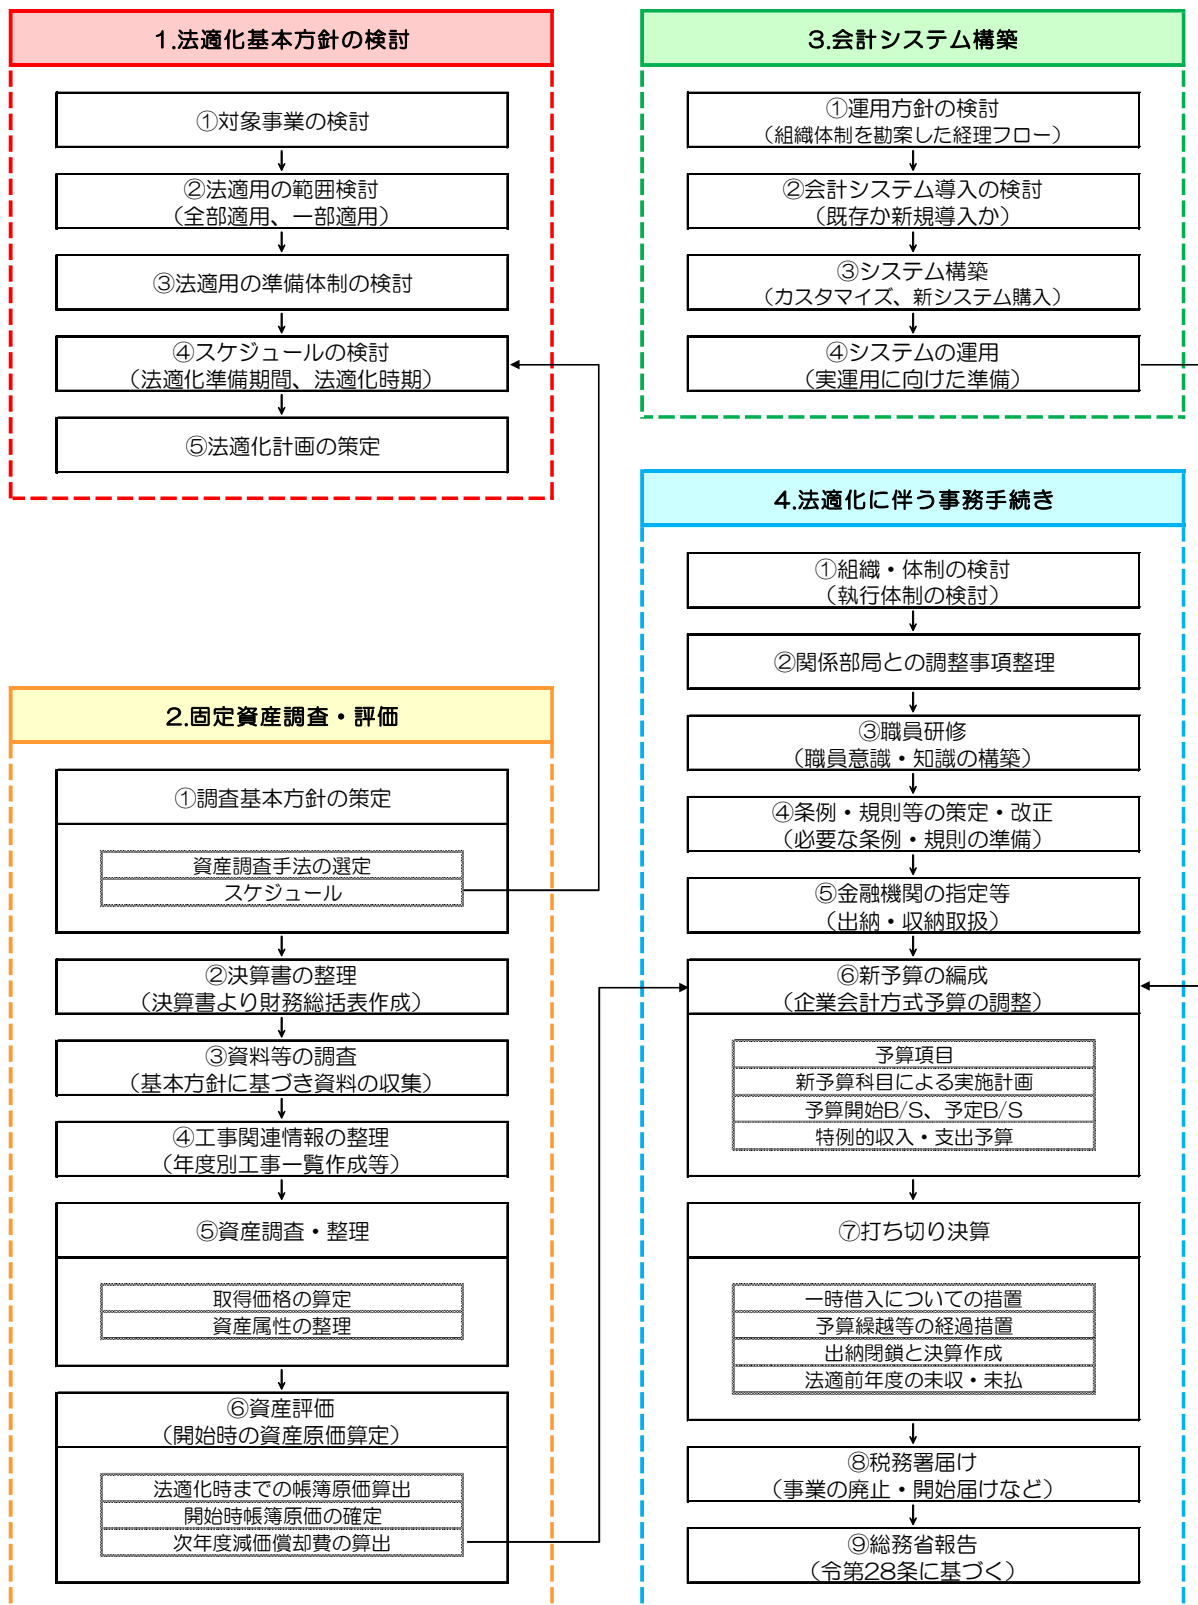 1.法適化基本方針の検討
①対象事業の検討
②法適用の範囲検討
（全部適用、一部適用）
③法適用の準備体制の検討
④スケジュールの検討
（法適化準備期間、法適化時期）
⑤法適化計画の策定
2.固定資産調査・評価
①調査基本方針の策定
資産調査手法の選定
スケジュール
②決算書の整理
（決算書より財務総括表作成）
③資料等の調査
（基本方針に基づき資料の収集）
④工事関連情報の整理
（年度別工事一覧作成等）
⑤資産調査・整理
取得価格の算定
資産属性の整理
⑥資産評価
（開始時の資産原価算定）
法適化時までの帳簿原価算出
開始時帳簿原価の確定
次年度減価償却費の算出
3.会計システム構築
①運用方針の検討
（組織体制を勘案した経理フロー）
②会計システム導入の検討
（既存か新規導入か）
③システム構築
（カスタマイズ、新システム購入）
④システムの運用
（実運用に向けた準備）
4.法適化に伴う事務手続き
①組織・体制の検討
（執行体制の検討）
②関係部局との調整事項整理
③職員研修
（職員意識・知識の構築）
④条例・規則等の策定・改正
（必要な条例・規則の準備）
⑤金融機関の指定等
（出納・収納取扱）
⑥新予算の編成
（企業会計方式予算の調整）
予算項目
新予算科目による実施計画
予算開始B/S、予定B/S
特例的収入・支出予算
⑦打ち切り決算
一時借入についての措置
予算繰越等の経過措置
出納閉鎖と決算作成
法適前年度の未収・未払
⑧税務署届け
（事業の廃止・開始届けなど）
⑨総務省報告
（令第28条に基づく）